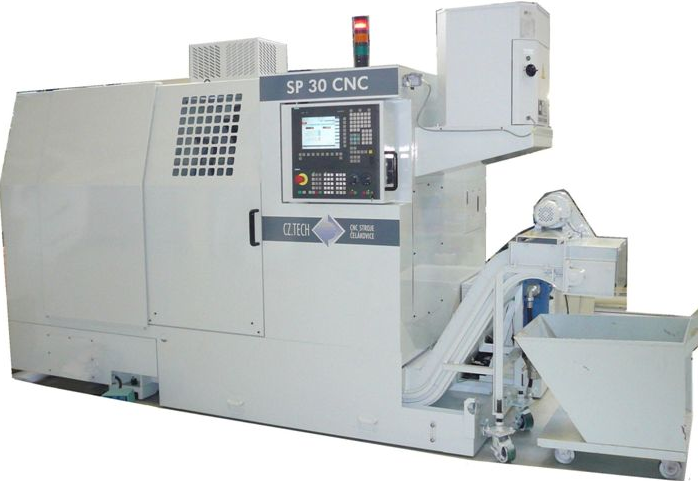 SP 30 CNC
CZ.TECH
CNC STROJE
ČELÁKOVICE